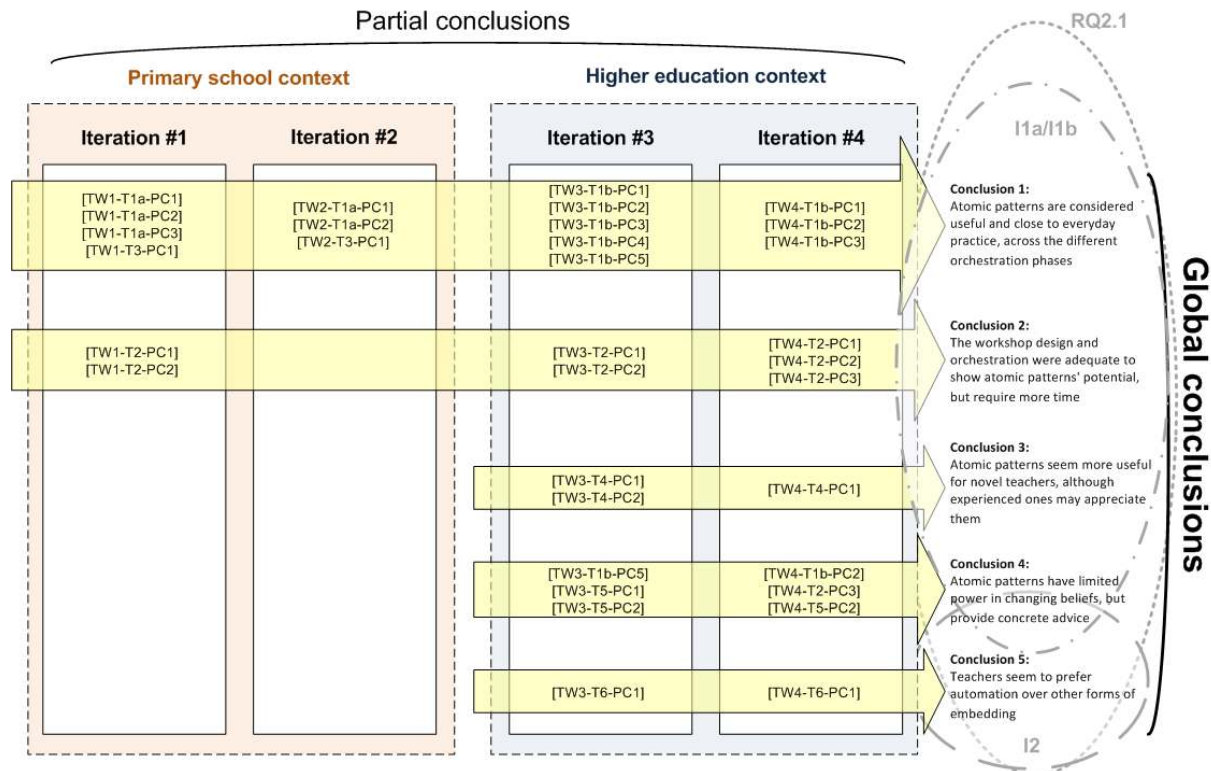 Partial conclusions
RQ2.1
Primary school context
Higher education context
I1a/I1b
Iteration #1
Iteration #2
Iteration #3
Iteration #4
[TW1-T1a-PC1]
[TW1-T1a-PC2]
[TW1-T1a-PC3]
[TW1-T3-PC1]
[TW2-T1a-PC1]
[TW2-T1a-PC2]
[TW2-T3-PC1]
[TW3-T1b-PC1]
[TW3-T1b-PC2]
[TW3-T1b-PC3]
[TW3-T1b-PC4]
[TW3-T1b-PC5]
[TW4-T1b-PC1]
[TW4-T1b-PC2]
[TW4-T1b-PC3]
Conclusion 1:
Atomic patterns are considered
useful and close to everyday
practice, across the different
orchestration phases
[TW1-T2-PC1]
[TW1-T2-PC2]
[TW3-T2-PC1]
[TW3-T2-PC2]
[TW4-T2-PC1]
[TW4-T2-PC2]
[TW4-T2-PC3]
Conclusion 2:
The workshop design and
orchestration were adequate to
show atomic patterns' potential,
but require more time
[TW3-T4-PC1]
[TW3-T4-PC2]
[TW4-T4-PC1]
Conclusion 3:
Atomic patterns seem more useful
for novel teachers, although
experienced ones may appreciate
them
[TW3-T1b-PC5]
[TW3-T5-PC1]
[TW3-T5-PC2]
[TW4-T1b-PC2]
[TW4-T2-PC3]
[TW4-T5-PC2]
Conclusion 4:
Atomic patterns have limited
power in changing beliefs, but
provide concrete advice
[TW3-T6-PC1]
[TW4-T6-PC1]
Conclusion 5:
Teachers seem to prefer
automation over other forms of
embedding
I2
Global conclusions